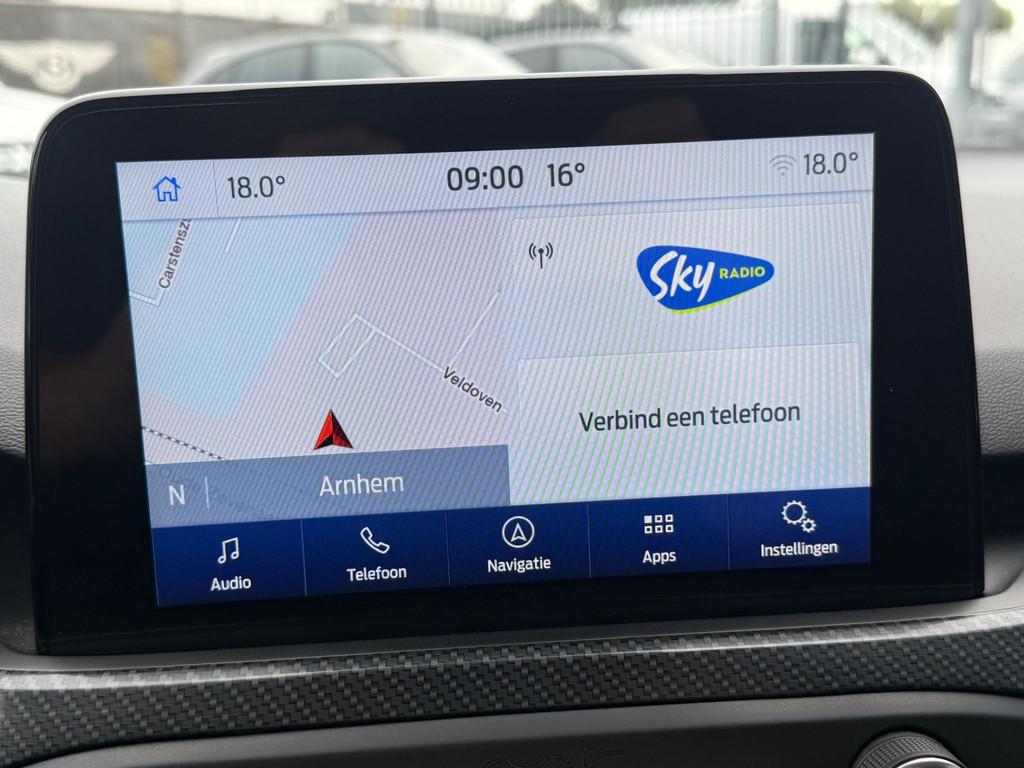 18.0°
09:00 16°
18.0°
Carstensz
Sky RADIO
Veldoven
Verbind een telefoon
N
Arnhem
Audio
Telefoon
Navigatie
Apps
Instellingen